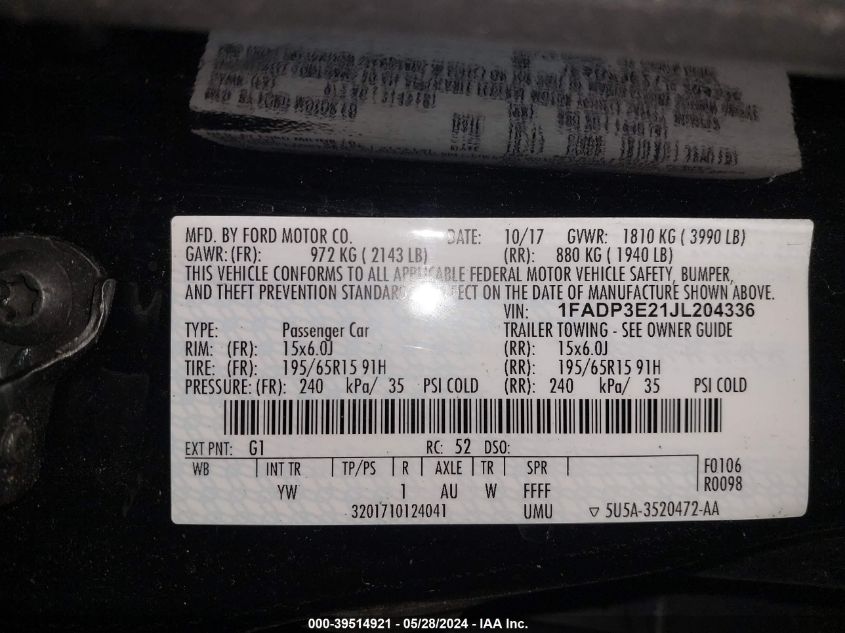 MFD. BY FORD MOTOR CO. DATE: 10/17 GVWR: 1810 KG ( 3990 LB)
GAWR: (FR): 972 KG ( 2143 LB) (RR): 880 KG ( 1940 LB)
THIS VEHICLE CONFORMS TO ALL APPLICABLE FEDERAL MOTOR VEHICLE SAFETY, BUMPER,
AND THEFT PREVENTION STANDARDS IN EFFECT ON THE DATE OF MANUFACTURE SHOWN ABOVE.
VIN: 1FADP3E21JL204336
TYPE: Passenger Car TRAILER TOWING - SEE OWNER GUIDE
RIM: (FR): 15x6.0J (RR): 15x6.0J
TIRE: (FR): 195/65R15 91H (RR): 195/65R15 91H
PRESSURE: (FR): 240 kPa/ 35 PSI COLD (RR): 240 kPa/ 35 PSI COLD
EXT PNT: G1 RC: 52 DSO:
WB INT TR TP/PS R AXLE TR SPR F0106
YW 1 AU W FFFF R0098
3201710124041 UMU ▽ 5U5A-3520472-AA
000-39514921 - 05/28/2024 - IAA Inc.